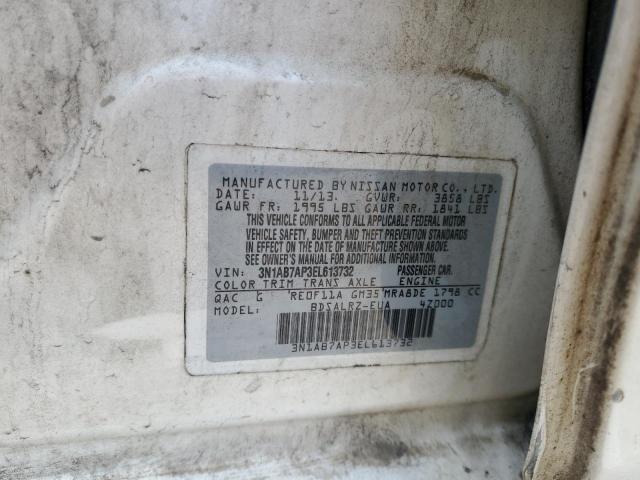 MANUFACTURED BY NISSAN MOTOR CO., LTD.
DATE: 11/13. GVWR: 3858 LBS
GAWR FR: 1995 LBS GAWR RR: 1841 LBS
THIS VEHICLE CONFORMS TO ALL APPLICABLE FEDERAL MOTOR
VEHICLE SAFETY, BUMPER AND THEFT PREVENTION STANDARDS
IN EFFECT ON THE DATE OF MANUFACTURE SHOWN ABOVE.
SEE OWNER'S MANUAL FOR ADDITIONAL INFORMATION.
VIN: 3N1AB7AP3EL613732 PASSENGER CAR.
COLOR TRIM TRANS AXLE ENGINE
QAC G RE0F11A GM35 MRA8DE 1798 CC
MODEL: BDSALRZ-EUA 4Z000
3N1AB7AP3EL613732